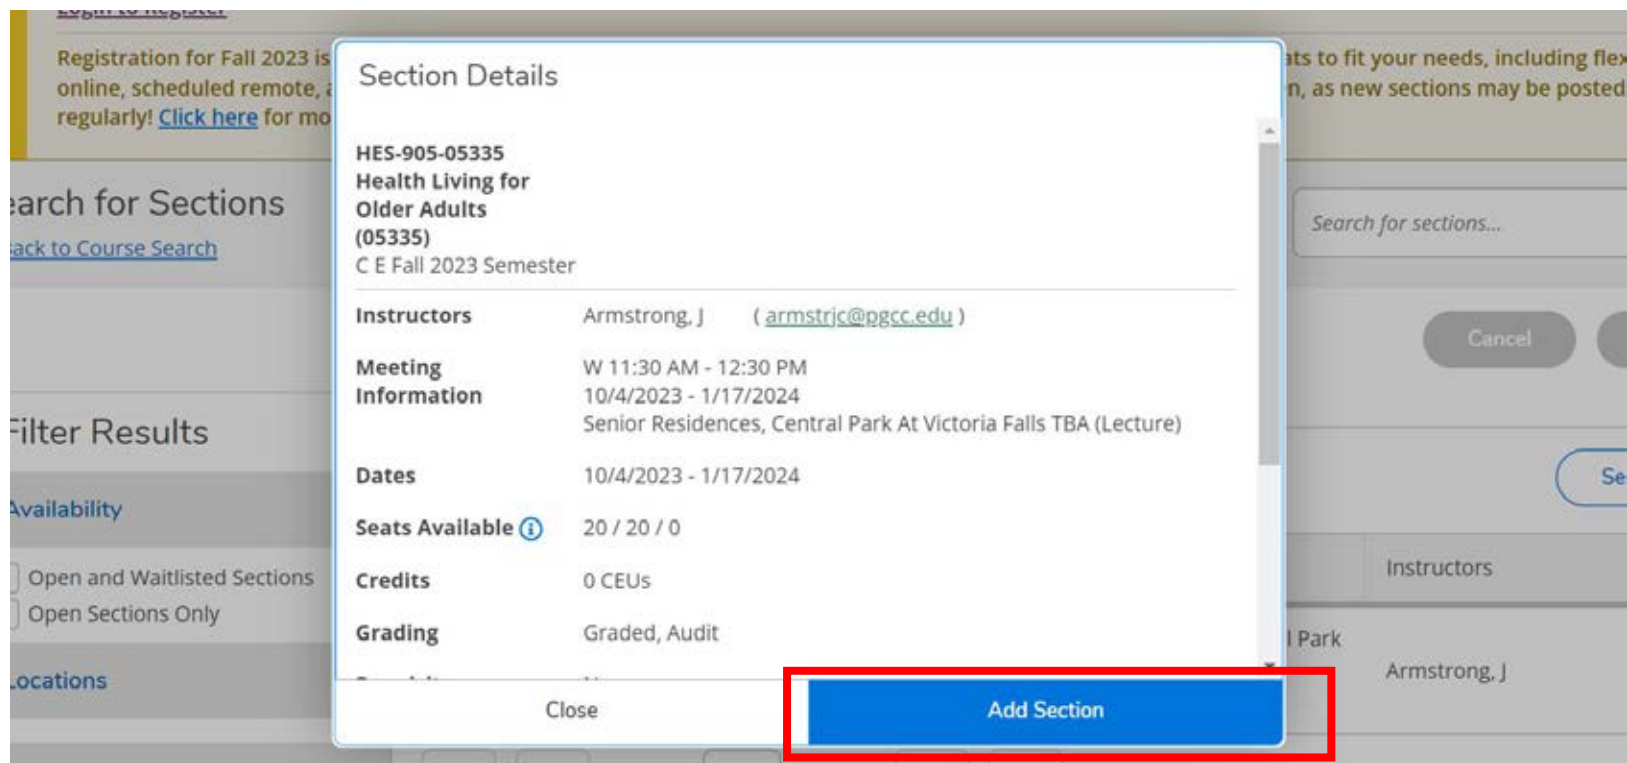 Login to Register
Registration for Fall 2023 is
online, scheduled remote,
regularly! Click here for mo
ats to fit your needs, including flex
n, as new sections may be posted
Section Details
HES-905-05335
Health Living for
Older Adults
(05335)
C E Fall 2023 Semester
Instructors Armstrong, J ( armstrjc@pgcc.edu )
Meeting Information W 11:30 AM - 12:30 PM
10/4/2023 - 1/17/2024
Senior Residences, Central Park At Victoria Falls TBA (Lecture)
Dates 10/4/2023 - 1/17/2024
Seats Available 20 / 20 / 0
Credits 0 CEUs
Grading Graded, Audit
Close
Add Section
earch for Sections
Back to Course Search
Filter Results
Availability
Open and Waitlisted Sections
Open Sections Only
Locations
Search for sections...
Cancel
Se
Instructors
l Park
Armstrong, J